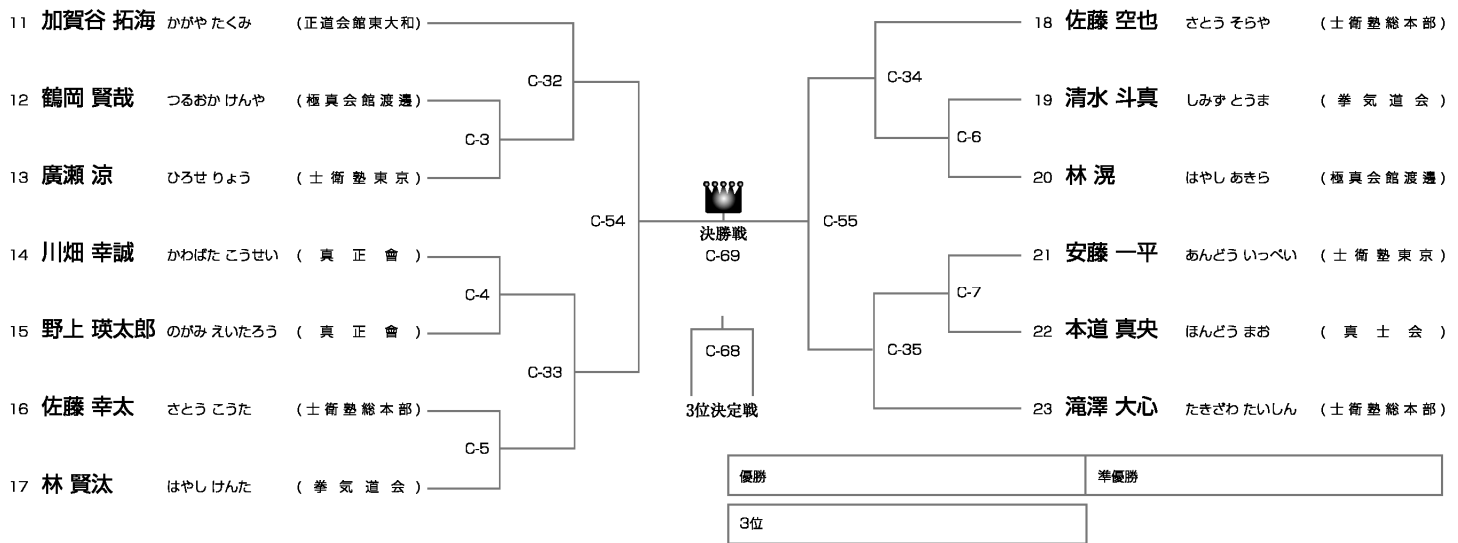 11 加賀谷 拓海 かがや たくみ (正道会館東大和)
C-32
12 鶴岡 賢哉 つるおか けんや (極真会館渡邊)
C-3
13 廣瀬 涼 ひろせ りょう (士衛塾東京)
C-54
14 川畑 幸誠 かわばた こうせい (真正會)
C-4
15 野上 瑛太郎 のがみ えいたろう (真正會)
C-33
16 佐藤 幸太 さとう こうた (士衛塾総本部)
C-5
17 林 賢汰 はやし けんた (拳気道会)
決勝戦
C-69
C-68
3位決定戦
18 佐藤 空也 さとう そらや (士衛塾総本部)
C-34
19 清水 斗真 しみず とうま (拳気道会)
C-6
20 林 滉 はやし あきら (極真会館渡邊)
C-55
21 安藤 一平 あんどう いっぺい (士衛塾東京)
C-7
22 本道 真央 ほんどう まお (真士会)
C-35
23 滝澤 大心 たきざわ たいしん (士衛塾総本部)
優勝
準優勝
3位